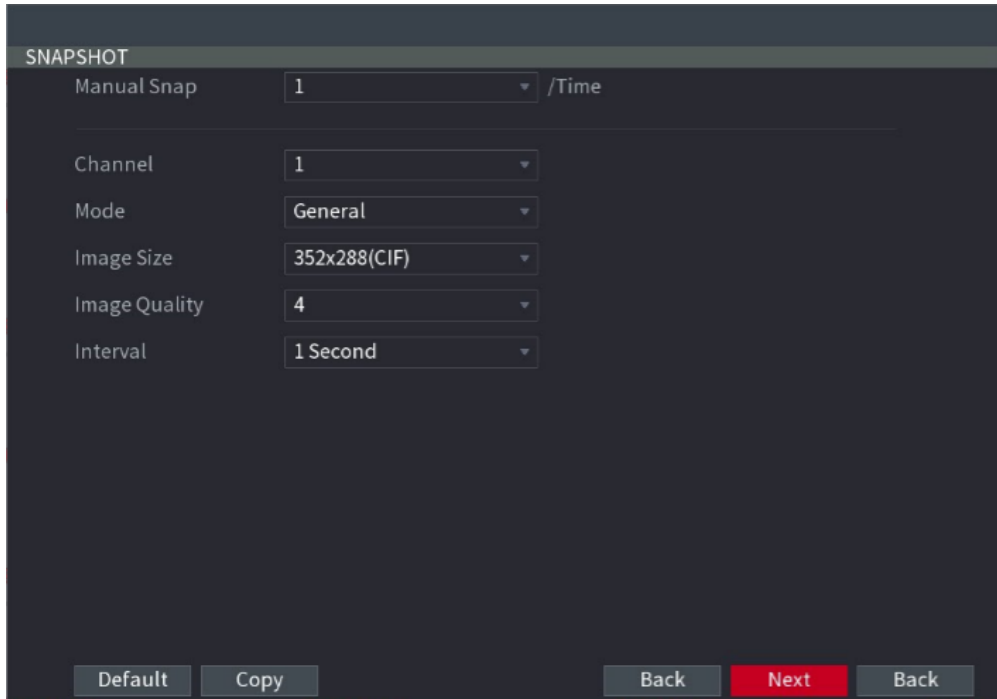 SNAPSHOT
Manual Snap 1 /Time
Channel 1
Mode General
Image Size 352x288(CIF)
Image Quality 4
Interval 1 Second
Default Copy Back Next Back